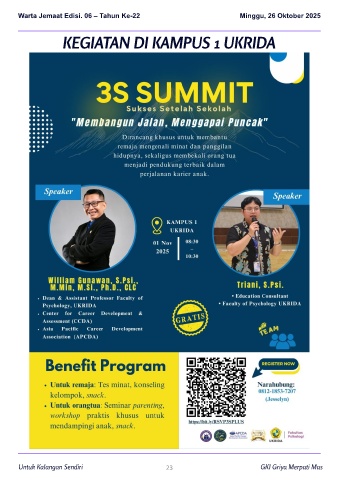 Warta Jemaat Edisi. 06 – Tahun Ke-22
Minggu, 26 Oktober 2025
KEGIATAN DI KAMPUS 1 UKRIDA
3S SUMMIT
Sukses Setelah Sekolah
"Membangun Jalan, Menggapai Puncak"
Dirancang khusus untuk membantu
remaja mengenali minat dan panggilan
hidupnya, sekaligus membekali orang tua
menjadi pendukung terbaik dalam
perjalanan karier anak.
Speaker
Speaker
KAMPUS 1
UKRIDA
01 Nov
2025
08:30
–
10:30
William Gunawan, S.Psi.,
M.Min, M.Si., Ph.D., CLC
• Dean & Assistant Professor Faculty of
Psychology, UKRIDA
• Center for Career Development &
Assessment (CCDA)
• Asia Pacific Career Development
Association (APCDA)
Triani, S.Psi.
• Education Consultant
• Faculty of Psychology UKRIDA
GRATIS
TEAM
Benefit Program
• Untuk remaja: Tes minat, konseling
kelompok, snack.
• Untuk orangtua: Seminar parenting,
workshop praktis khusus untuk
mendampingi anak, snack.
https://bit.ly/RSVP3SPLUS
REGISTER NOW
Narahubung:
0812-1053-7207
(Josselyn)
UKRIDA
Fakultas
Psikologi
Untuk Kalangan Sendiri
23
GKI Griya Merpati Mas